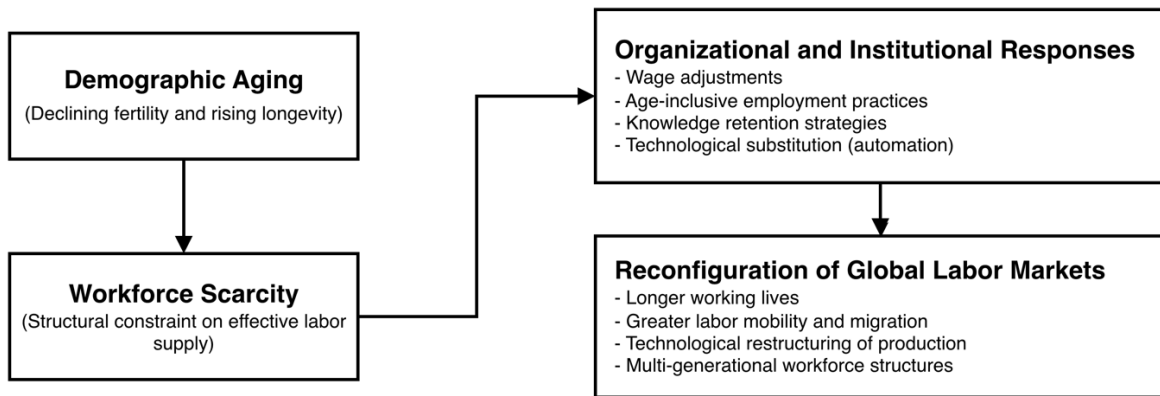 Demographic Aging
(Declining fertility and rising longevity)
Workforce Scarcity
(Structural constraint on effective labor
supply)
Organizational and Institutional Responses
- Wage adjustments
- Age-inclusive employment practices
- Knowledge retention strategies
- Technological substitution (automation)
Reconfiguration of Global Labor Markets
- Longer working lives
- Greater labor mobility and migration
- Technological restructuring of production
- Multi-generational workforce structures